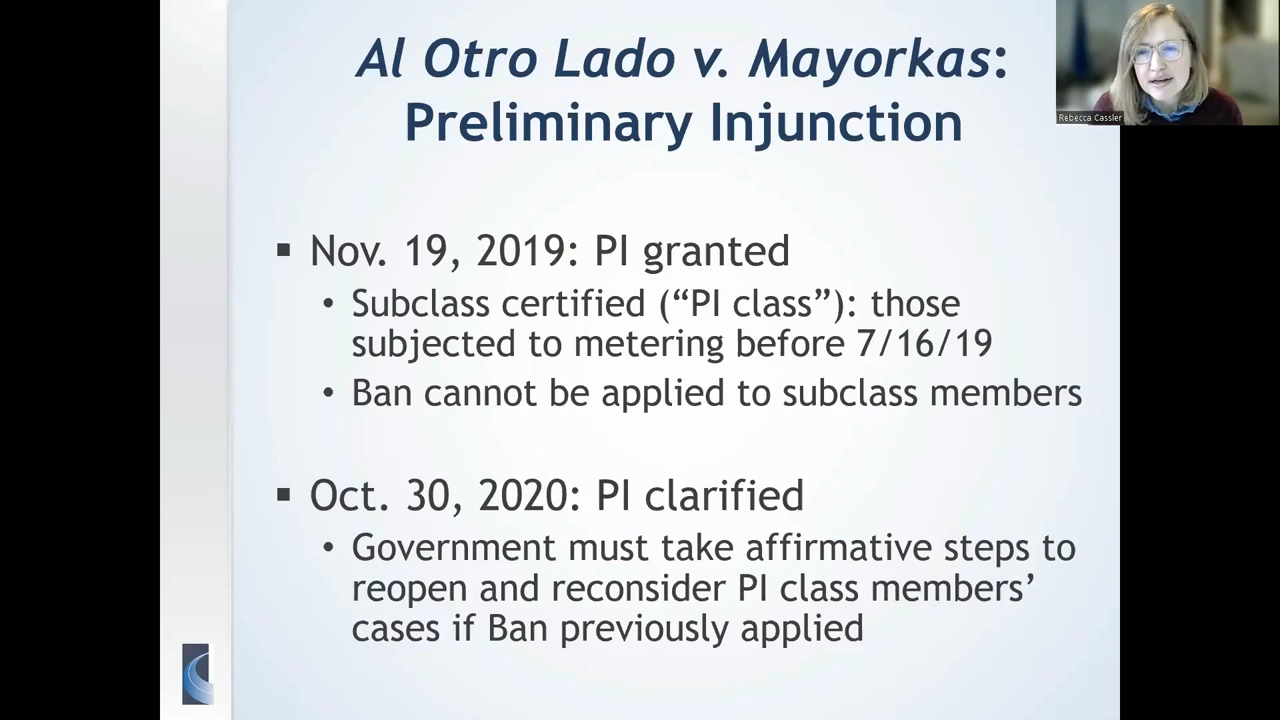 Al Otro Lado v. Mayorkas:
Preliminary Injunction
Rebecca Cassler
▪ Nov. 19, 2019: PI granted
• Subclass certified (“PI class”): those
subjected to metering before 7/16/19
• Ban cannot be applied to subclass members
▪ Oct. 30, 2020: PI clarified
• Government must take affirmative steps to
reopen and reconsider PI class members’
cases if Ban previously applied